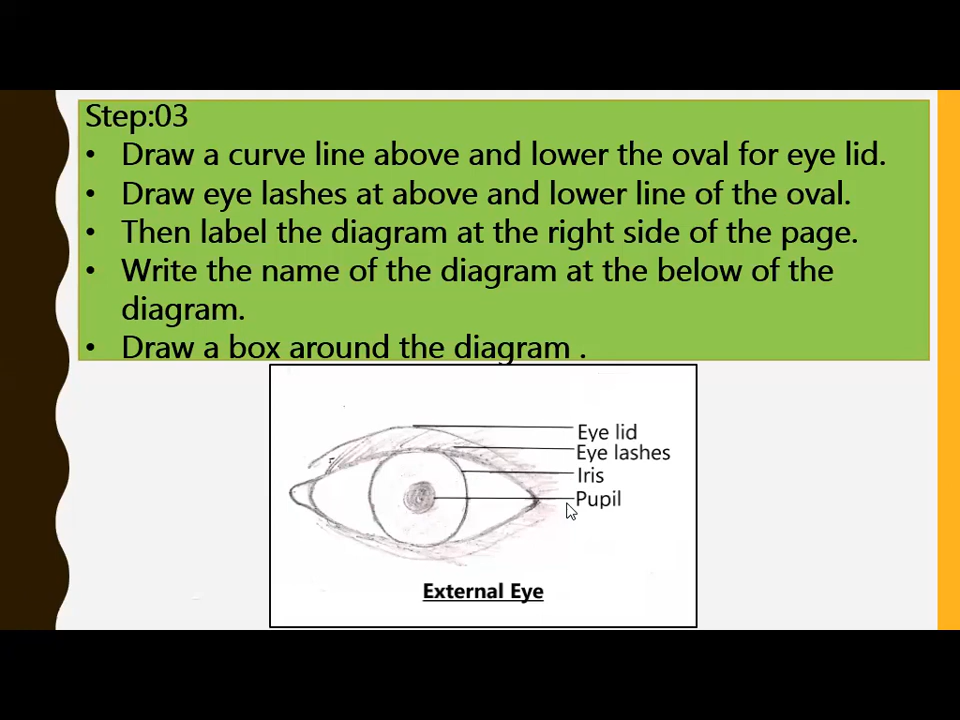 Step:03
• Draw a curve line above and lower the oval for eye lid.
• Draw eye lashes at above and lower line of the oval.
• Then label the diagram at the right side of the page.
• Write the name of the diagram at the below of the
diagram.
• Draw a box around the diagram .
Eye lid
Eye lashes
Iris
Pupil
External Eye